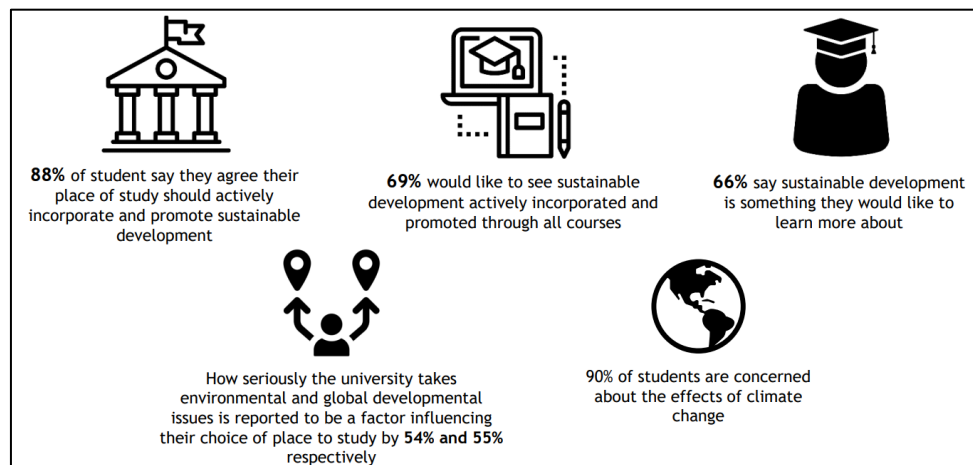 88% of student say they agree their
place of study should actively
incorporate and promote sustainable
development
69% would like to see sustainable
development actively incorporated and
promoted through all courses
66% say sustainable development
is something they would like to
learn more about
How seriously the university takes
environmental and global developmental
issues is reported to be a factor influencing
their choice of place to study by 54% and 55%
respectively
90% of students are concerned
about the effects of climate
change